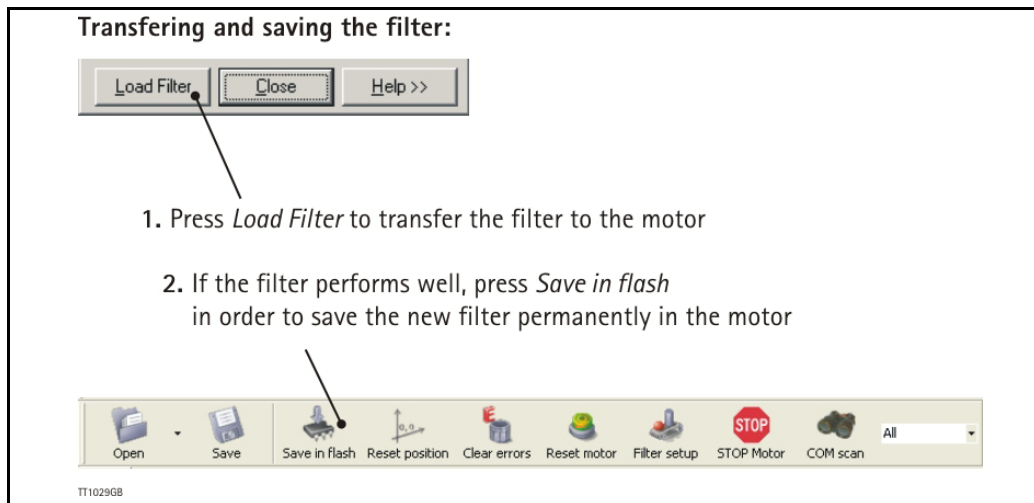 Transfering and saving the filter:
Load Filter Close Help >>
1. Press Load Filter to transfer the filter to the motor
2. If the filter performs well, press Save in flash
in order to save the new filter permanently in the motor
Open Save Save in flash Reset position Clear errors Reset motor Filter setup STOP Motor COM scan All
0,0
E
STOP
TT1029GB